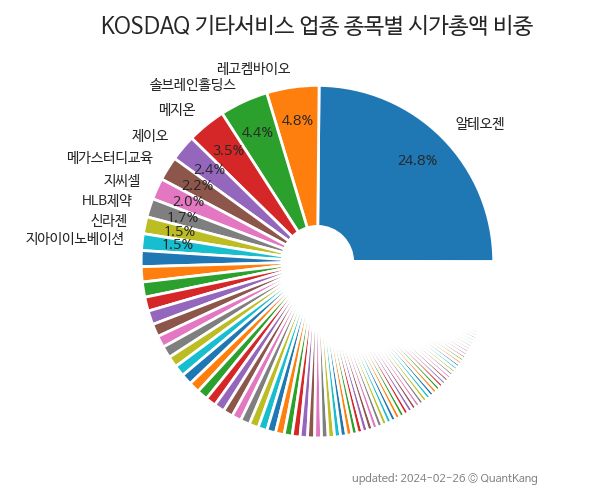 KOSDAQ 기타서비스 업종 종목별 시가총액 비중
레고켐바이오
솔브레인홀딩스
메지온
제이오
메가스터디교육
지씨셀
HLB제약
신라젠
지아이이노베이션
알테오젠
24.8%
4.8%
4.4%
3.5%
2.4%
2.2%
2.0%
1.7%
1.5%
1.5%
updated: 2024-02-26 © QuantKang